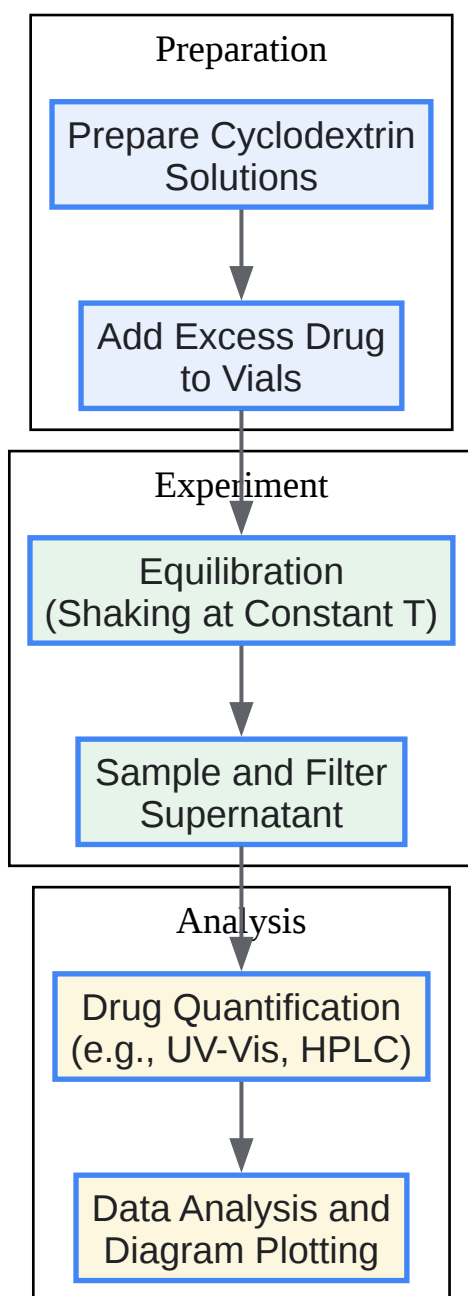 Preparation
Prepare Cyclodextrin
Solutions
Add Excess Drug
to Vials
Experiment
Equilibration
(Shaking at Constant T)
Sample and Filter
Supernatant
Analysis
Drug Quantification
(e.g., UV-Vis, HPLC)
Data Analysis and
Diagram Plotting